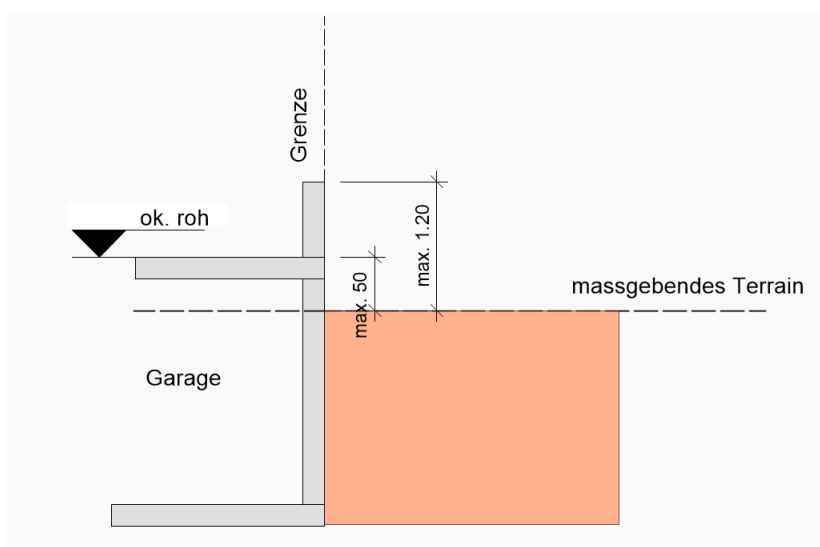 Grenze
ok. roh
max. 1.20
max. 50
massgebendes Terrain
Garage